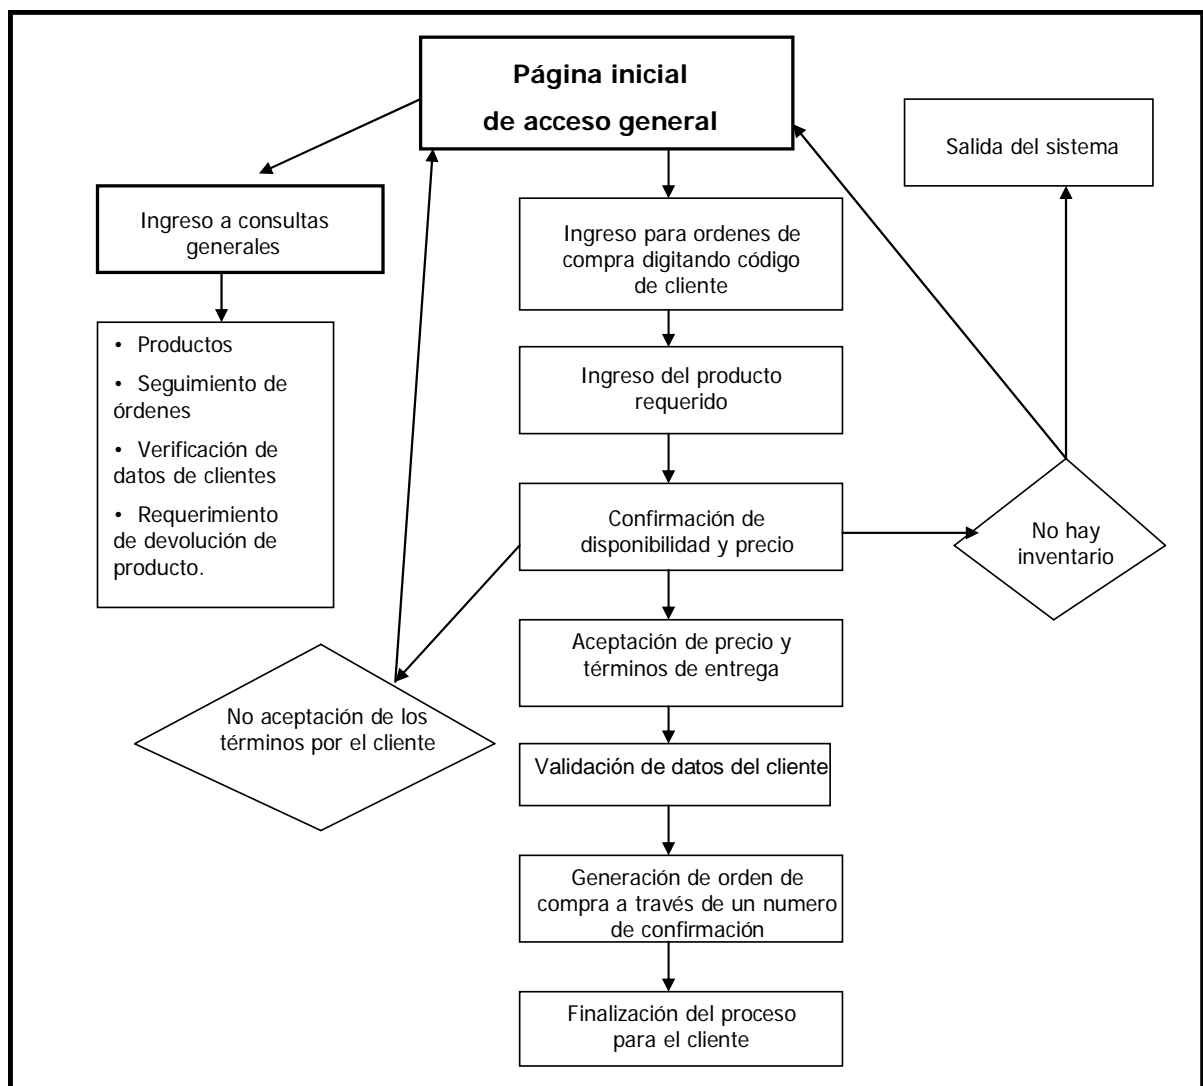 Página inicial
de acceso general
Salida del sistema
Ingreso a consultas
generales
Ingreso para ordenes de
compra digitando código
de cliente
• Productos
• Seguimiento de
órdenes
• Verificación de
datos de clientes
• Requerimiento
de devolución de
producto.
Ingreso del producto
requerido
Confirmación de
disponibilidad y precio
No hay
inventario
Aceptación de precio y
términos de entrega
No aceptación de los
términos por el cliente
Validación de datos del cliente
Generación de orden de
compra a través de un numero
de confirmación
Finalización del proceso
para el cliente